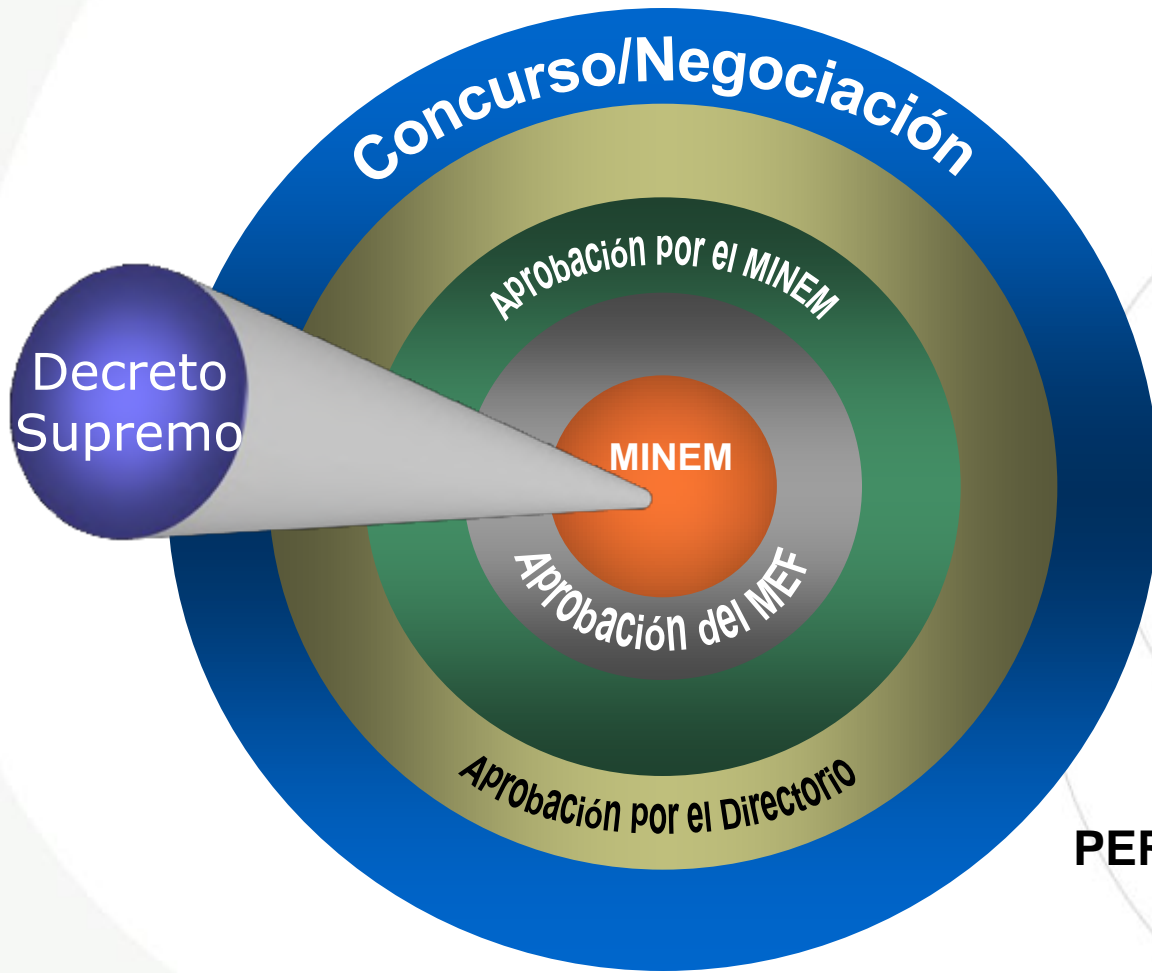 Concurso/Negociación
Aprobación por el MINEM
Decreto
Supremo
MINEM
Aprobación del MEF
Aprobación por el Directorio